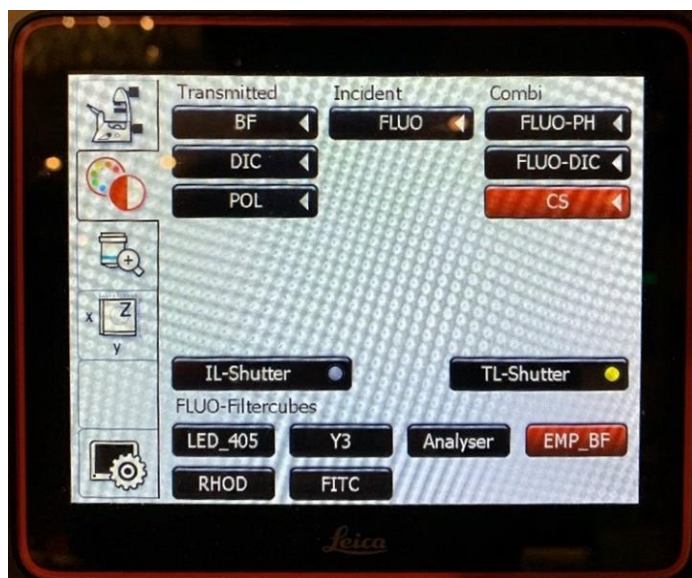 Transmitted Incident Combi
BF FLUO FLUO-PH
DIC FLUO-DIC
POL CS
x Z
y
IL-Shutter TL-Shutter
FLUO-Filtercubes
LED_405 Y3 Analyser EMP_BF
RHOD FITC
Leica